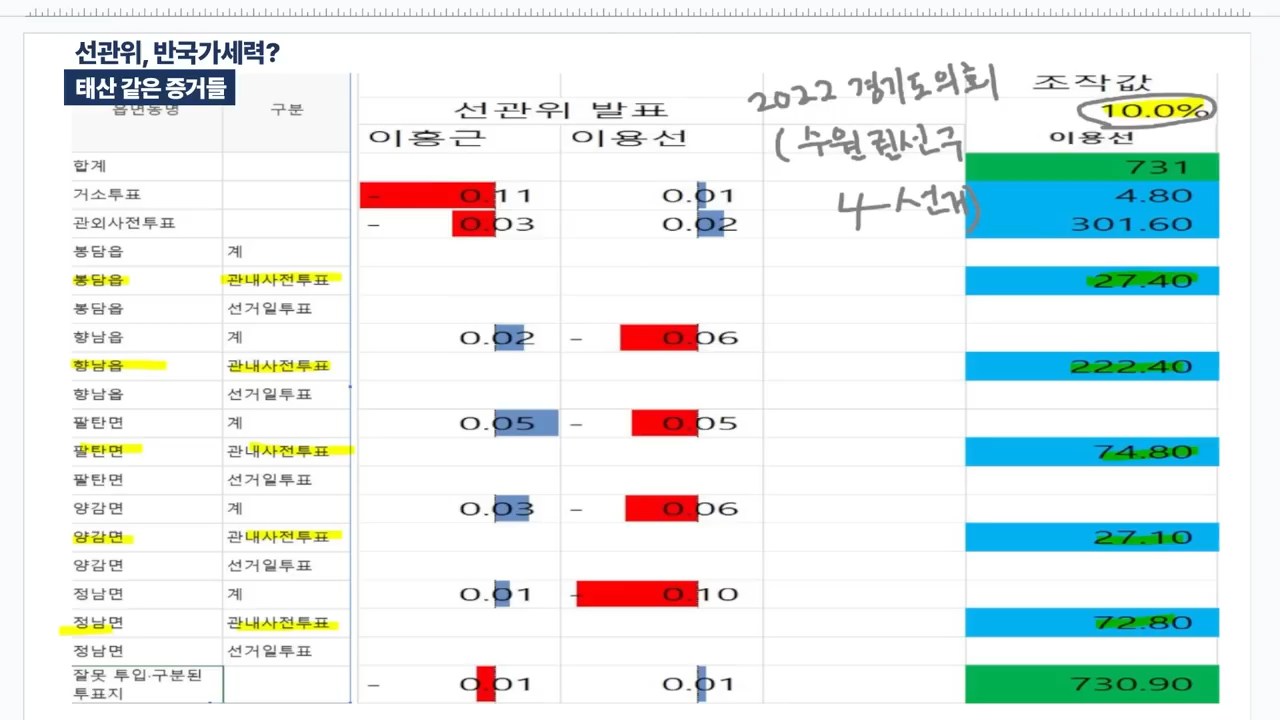 선관위, 반국가세력?
태산 같은 증거들
읍면동명 구분 선관위 발표 2022 경기도의회 조작값
10.0%
이홍근 이용선 (수원 권선구 이용선
합계 731
거소투표 - 0.11 0.01 4선거) 4.80
관외사전투표 - 0.03 0.02 301.60
봉담읍 계
봉담읍 관내사전투표 27.40
봉담읍 선거일투표
향남읍 계 0.02 - 0.06
향남읍 관내사전투표 222.40
향남읍 선거일투표
팔탄면 계 0.05 - 0.05
팔탄면 관내사전투표 74.80
팔탄면 선거일투표
양감면 계 0.03 - 0.06
양감면 관내사전투표 27.10
양감면 선거일투표
정남면 계 0.01 - 0.10
정남면 관내사전투표 72.80
정남면 선거일투표
잘못 투입·구분된
투표지 - 0.01 0.01 730.90